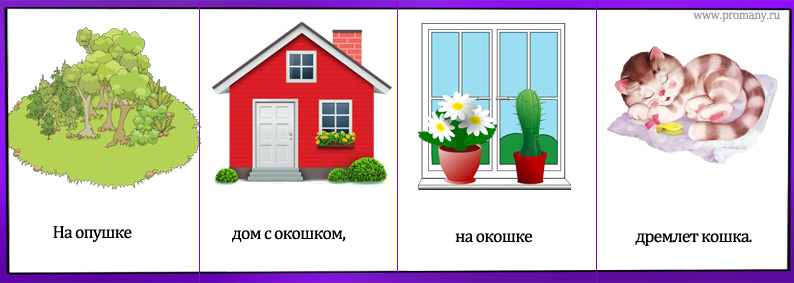 www.promany.ru
На опушке
дом с окошком,
на окошке
дремлет кошка.